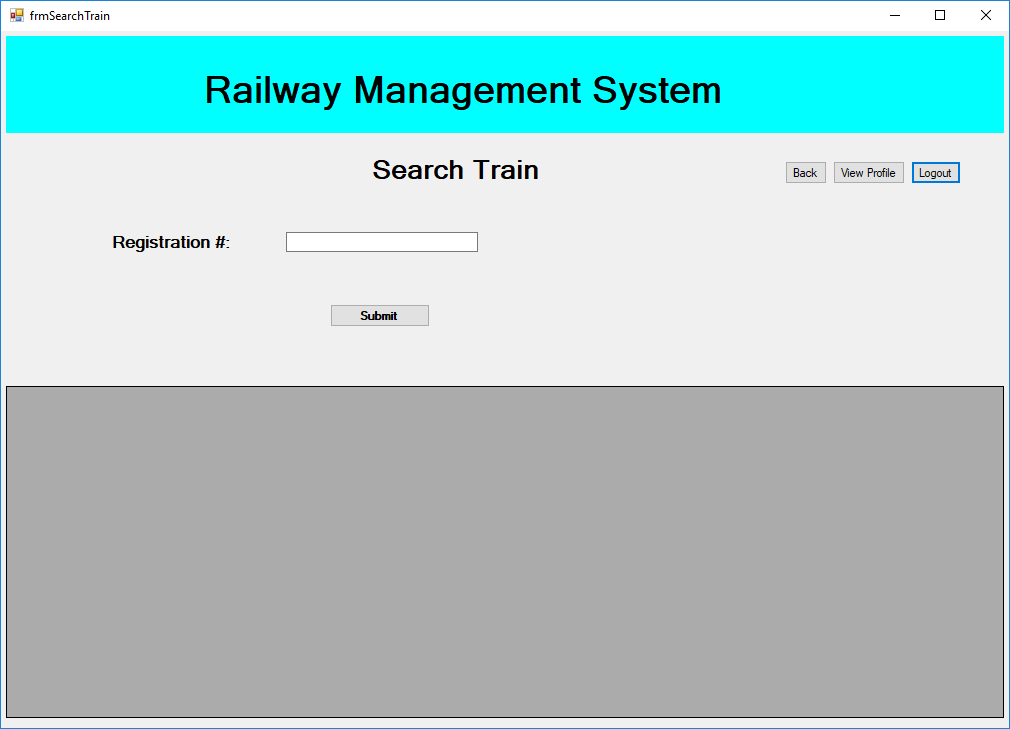 frmSearchTrain
Railway Management System
Search Train
Back View Profile Logout
Registration #:
Submit